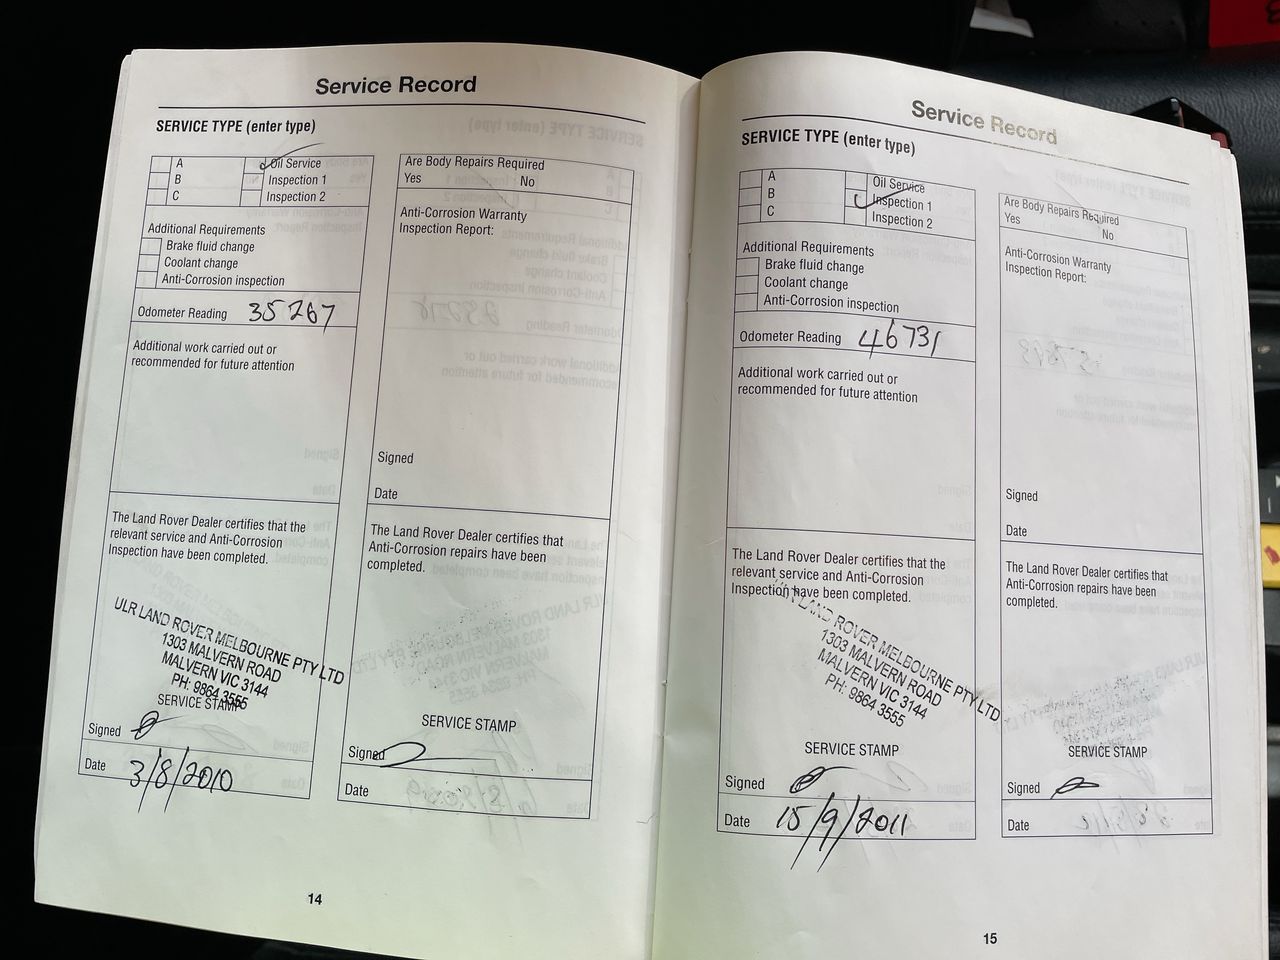 Service Record
SERVICE TYPE (enter type)
A
B
C
Oil Service
Inspection 1
Inspection 2
Additional Requirements
Brake fluid change
Coolant change
Anti-Corrosion inspection
Odometer Reading 35267
Additional work carried out or
recommended for future attention
The Land Rover Dealer certifies that the
relevant service and Anti-Corrosion
Inspection have been completed.
ULR LAND ROVER MELBOURNE PTY LTD
1303 MALVERN ROAD
MALVERN VIC 3144
PH: 9864 3555
SERVICE STAMP
Signed
Date 3/8/2010
Are Body Repairs Required
Yes No
Anti-Corrosion Warranty
Inspection Report:
Signed
Date
The Land Rover Dealer certifies that
Anti-Corrosion repairs have been
completed.
SERVICE STAMP
Signed
Date
14
Service Record
SERVICE TYPE (enter type)
A
B
C
Oil Service
Inspection 1
Inspection 2
Additional Requirements
Brake fluid change
Coolant change
Anti-Corrosion inspection
Odometer Reading 46731
Additional work carried out or
recommended for future attention
The Land Rover Dealer certifies that the
relevant service and Anti-Corrosion
Inspection have been completed.
ULR LAND ROVER MELBOURNE PTY LTD
1303 MALVERN ROAD
MALVERN VIC 3144
PH: 9864 3555
SERVICE STAMP
Signed
Date 15/9/2011
Are Body Repairs Required
Yes No
Anti-Corrosion Warranty
Inspection Report:
Signed
Date
The Land Rover Dealer certifies that
Anti-Corrosion repairs have been
completed.
SERVICE STAMP
Signed
Date
15